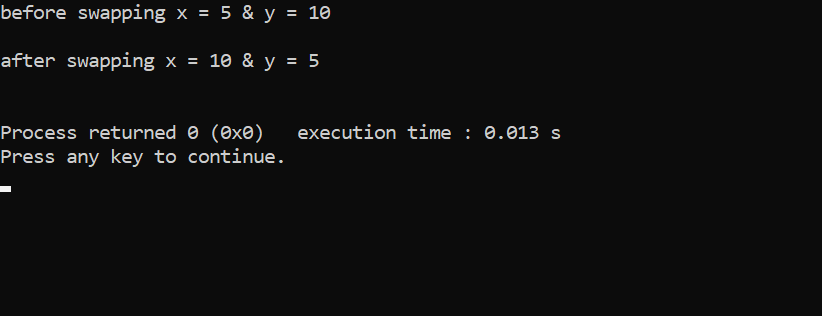 before swapping x = 5 & y = 10
after swapping x = 10 & y = 5
Process returned 0 (0x0)   execution time : 0.013 s
Press any key to continue.